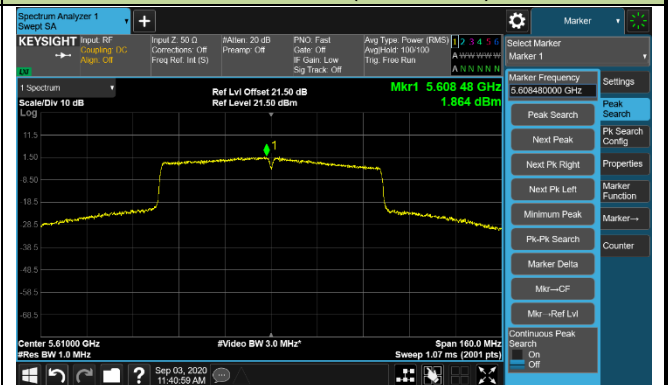 Spectrum Analyzer 1
Swept SA
Marker
KEYSIGHT
Input: RF
Coupling: DC
Align: Off
Input Z: 50 Ω
Corrections: Off
Freq Ref: Int (S)
#Atten: 20 dB
Preamp: Off
PNO: Fast
Gate: Off
IF Gain: Low
Sig Track: Off
Avg Type: Power (RMS)
Avg|Hold: 100/100
Trig: Free Run
1 2 3 4 5 6
A W W W W W
A N N N N N
Select Marker
Marker 1
1 Spectrum
Scale/Div 10 dB
Log
Ref Lvl Offset 21.50 dB
Ref Level 21.50 dBm
Mkr1 5.608 48 GHz
1.864 dBm
1
11.5
1.50
-8.50
-18.5
-28.5
-38.5
-48.5
-58.5
-68.5
Center 5.61000 GHz
#Res BW 1.0 MHz
#Video BW 3.0 MHz*
Span 160.0 MHz
Sweep 1.07 ms (2001 pts)
Marker Frequency
5.608480000 GHz
Peak Search
Next Peak
Next Pk Right
Next Pk Left
Minimum Peak
Pk-Pk Search
Marker Delta
Mkr→CF
Mkr→Ref Lvl
Continuous Peak
Search
On
Off
Settings
Peak
Search
Pk Search
Config
Properties
Marker
Function
Marker→
Counter
Sep 03, 2020
11:40:59 AM